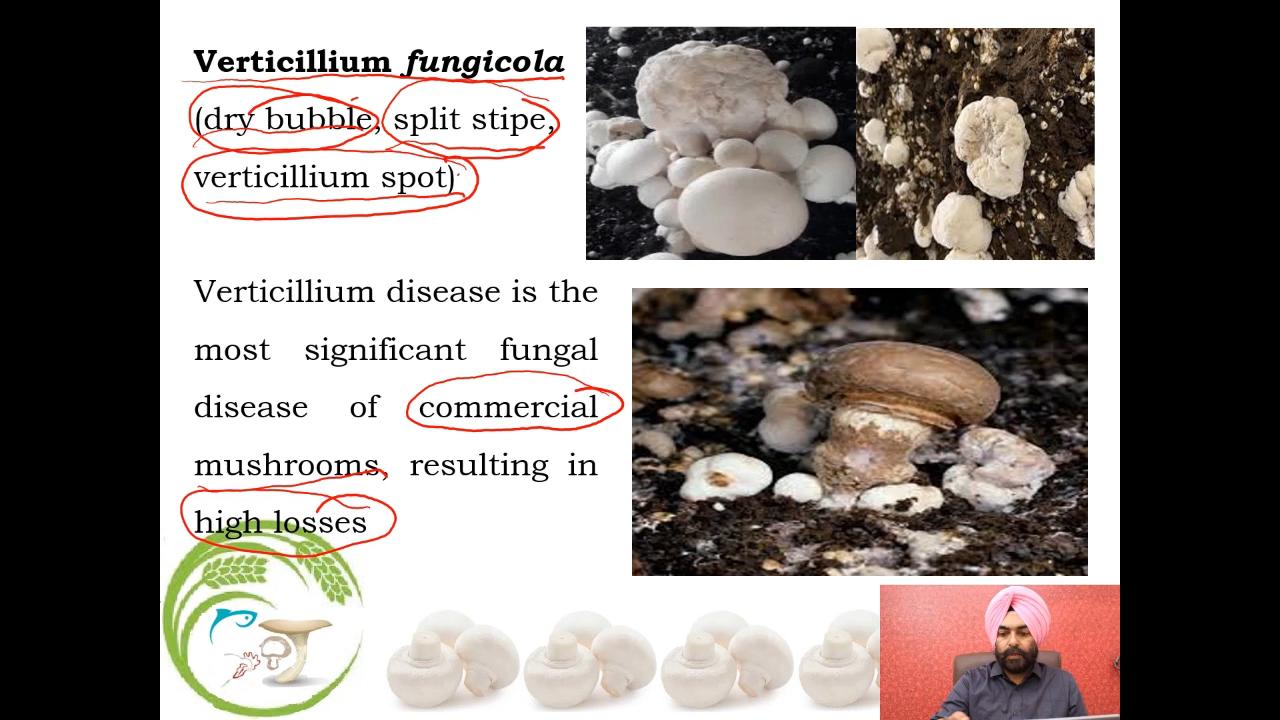 Verticillium fungicola
(dry bubble, split stipe,
verticillium spot)
Verticillium disease is the
most significant fungal
disease of commercial
mushrooms, resulting in
high losses